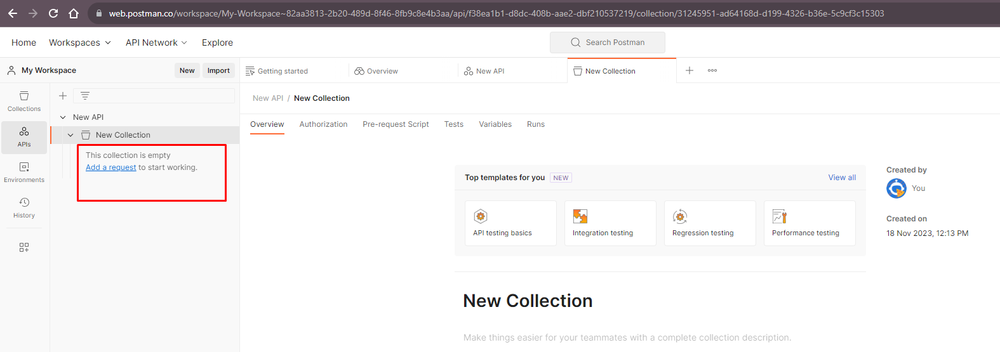 web.postman.co/workspace/My-Workspace~82aa3813-2b20-489d-8f46-8fb9c8e4b3aa/api/f38ea1b1-d8dc-408b-aae2-dbf210537219/collection/31245951-ad64168d-d199-4326-b36e-5c9cf3c15303
Home Workspaces API Network Explore Search Postman
My Workspace New Import
Getting started Overview New API New Collection
Collections
APIs
Environments
History
New API
New Collection
This collection is empty
Add a request to start working.
New API / New Collection
Overview Authorization Pre-request Script Tests Variables Runs
Top templates for you NEW View all
API testing basics Integration testing Regression testing Performance testing
Created by
You
Created on
18 Nov 2023, 12:13 PM
New Collection
Make things easier for your teammates with a complete collection description.